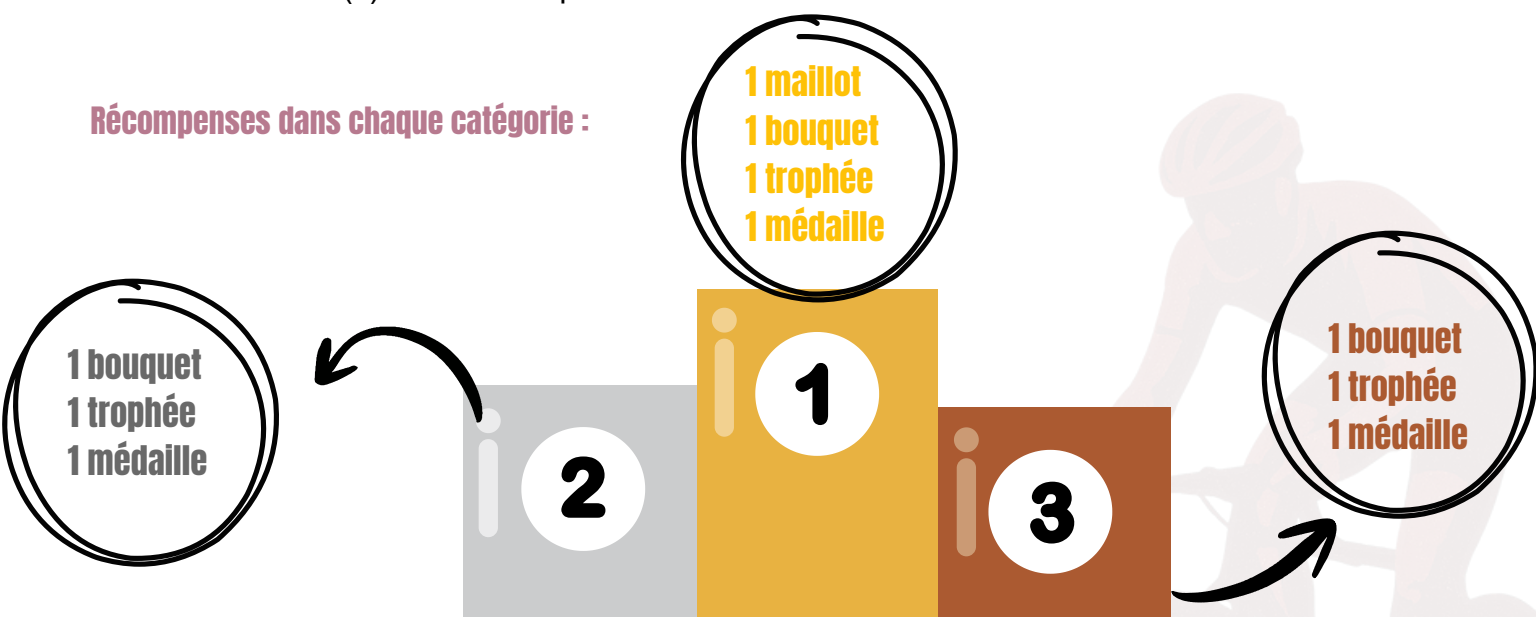 Récompenses dans chaque catégorie :
1 maillot
1 bouquet
1 trophée
1 médaille
1 bouquet
1 trophée
1 médaille
1 bouquet
1 trophée
1 médaille
1
2
3